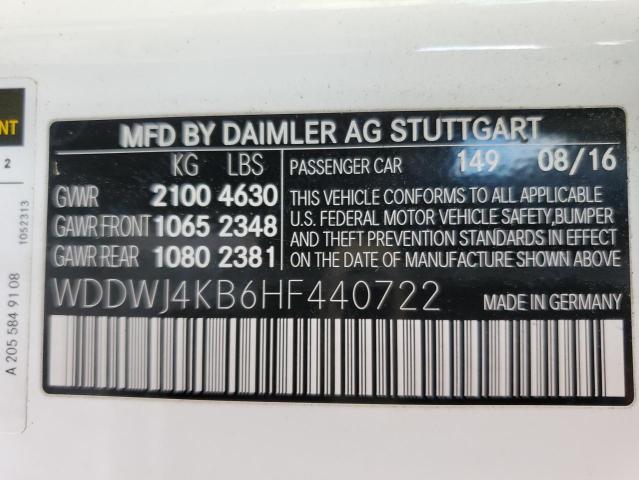 MFD BY DAIMLER AG STUTTGART
KG LBS
PASSENGER CAR 149 08/16
GVWR 2100 4630
GAWR FRONT 1065 2348
GAWR REAR 1080 2381
THIS VEHICLE CONFORMS TO ALL APPLICABLE
U.S. FEDERAL MOTOR VEHICLE SAFETY,BUMPER
AND THEFT PREVENTION STANDARDS IN EFFECT
ON THE DATE OF MANUFACTURE SHOWN ABOVE
WDDWJ4KB6HF440722
MADE IN GERMANY
NT
2
1052313
A 205 584 91 08